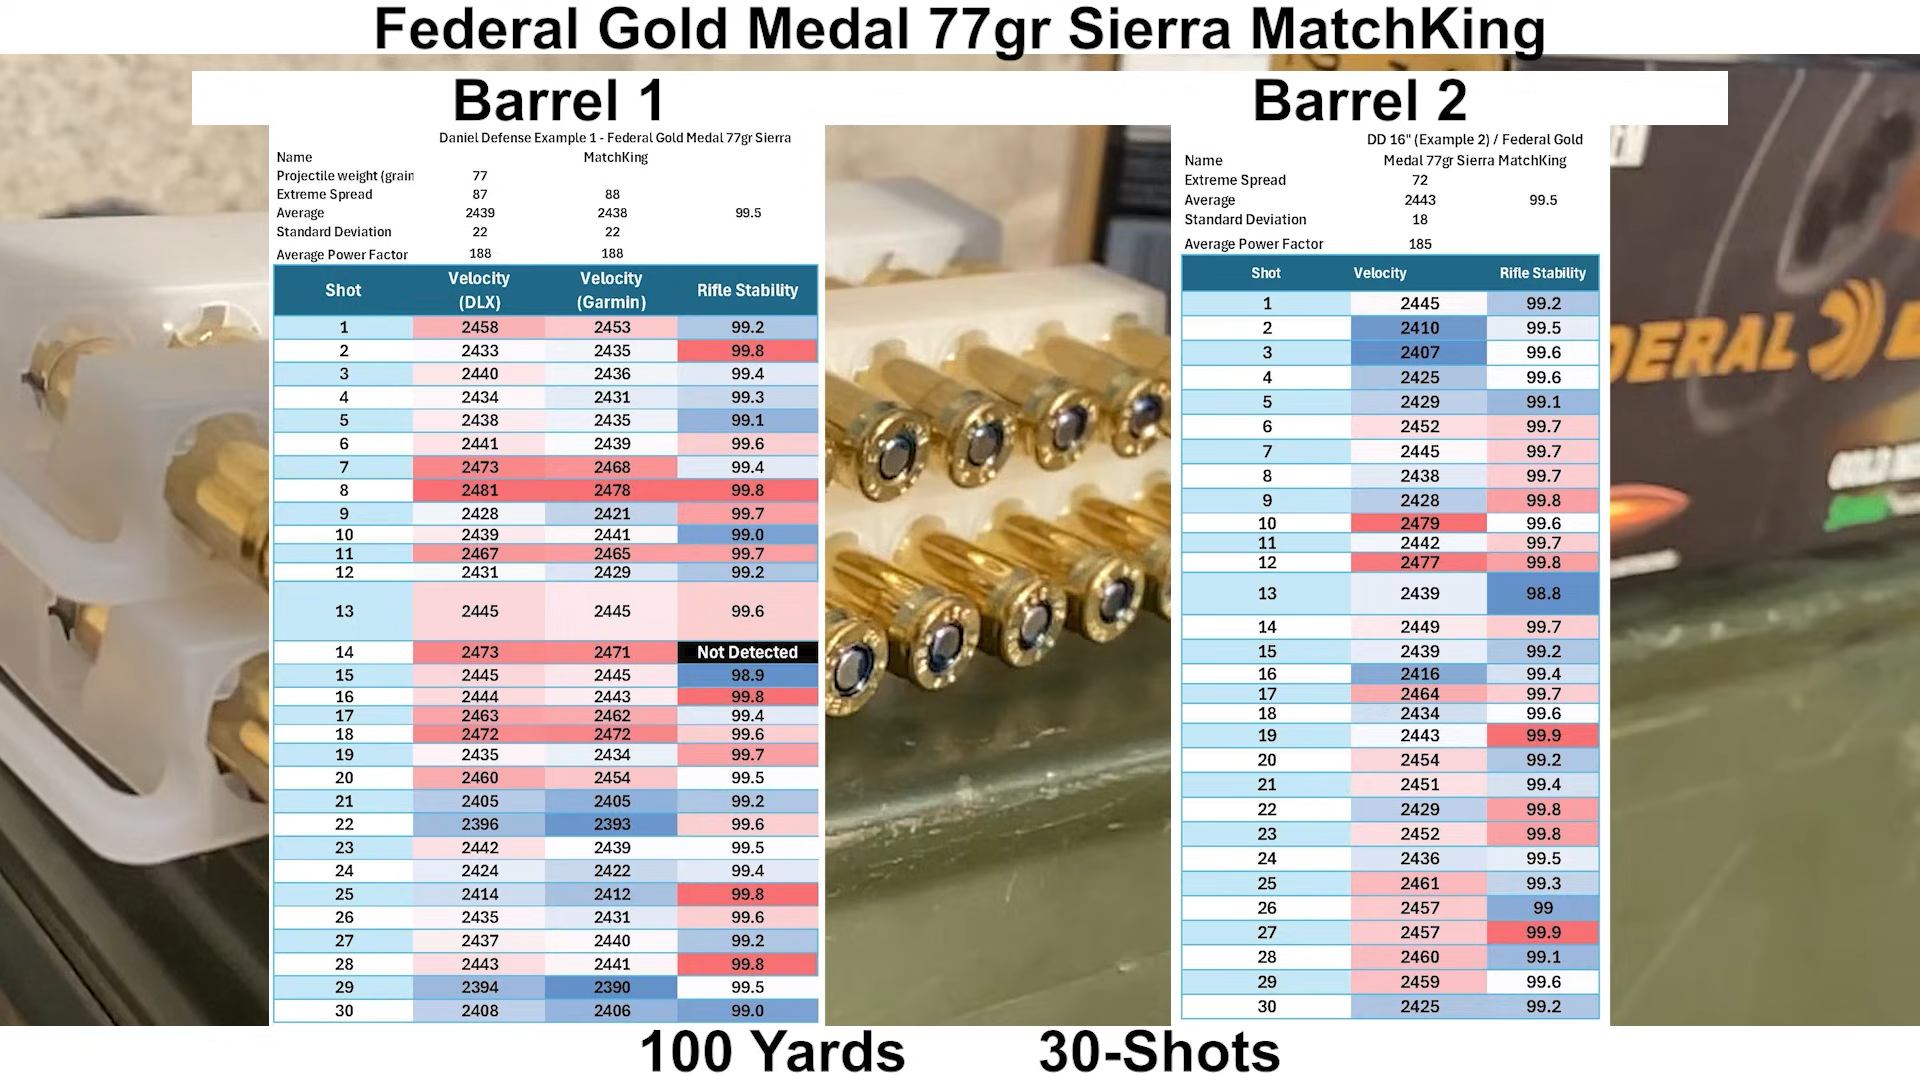 Federal Gold Medal 77gr Sierra MatchKing
Barrel 1
Daniel Defense Example 1 - Federal Gold Medal 77gr Sierra
Name MatchKing
Projectile weight (grain 77
Extreme Spread 87 88
Average 2439 2438 99.5
Standard Deviation 22 22
Average Power Factor 188 188
Shot Velocity (DLX) Velocity (Garmin) Rifle Stability
1 2458 2453 99.2
2 2433 2435 99.8
3 2440 2436 99.4
4 2434 2431 99.3
5 2438 2435 99.1
6 2441 2439 99.6
7 2473 2468 99.4
8 2481 2478 99.8
9 2428 2421 99.7
10 2439 2441 99.0
11 2467 2465 99.7
12 2431 2429 99.2
13 2445 2445 99.6
14 2473 2471 Not Detected
15 2445 2445 98.9
16 2444 2443 99.8
17 2463 2462 99.4
18 2472 2472 99.6
19 2435 2434 99.7
20 2460 2454 99.5
21 2405 2405 99.2
22 2396 2393 99.6
23 2442 2439 99.5
24 2424 2422 99.4
25 2414 2412 99.8
26 2435 2431 99.6
27 2437 2440 99.2
28 2443 2441 99.8
29 2394 2390 99.5
30 2408 2406 99.0
Barrel 2
DD 16" (Example 2) / Federal Gold
Name Medal 77gr Sierra MatchKing
Extreme Spread 72
Average 2443 99.5
Standard Deviation 18
Average Power Factor 185
Shot Velocity Rifle Stability
1 2445 99.2
2 2410 99.5
3 2407 99.6
4 2425 99.6
5 2429 99.1
6 2452 99.7
7 2445 99.7
8 2438 99.7
9 2428 99.8
10 2479 99.6
11 2442 99.7
12 2477 99.8
13 2439 98.8
14 2449 99.7
15 2439 99.2
16 2416 99.4
17 2464 99.7
18 2434 99.6
19 2443 99.9
20 2454 99.2
21 2451 99.4
22 2429 99.8
23 2452 99.8
24 2436 99.5
25 2461 99.3
26 2457 99
27 2457 99.9
28 2460 99.1
29 2459 99.6
30 2425 99.2
DERAL
100 Yards 30-Shots